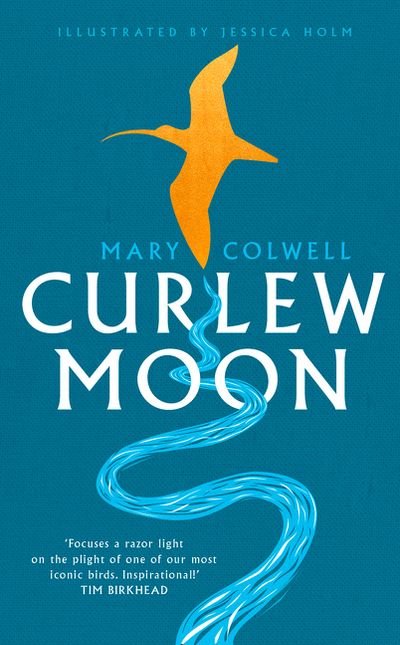 ILLUSTRATED BY JESSICA HOLM
MARY COLWELL
CURLEW
MOON
‘Focuses a razor light
on the plight of one of our most
iconic birds. Inspirational!’
TIM BIRKHEAD